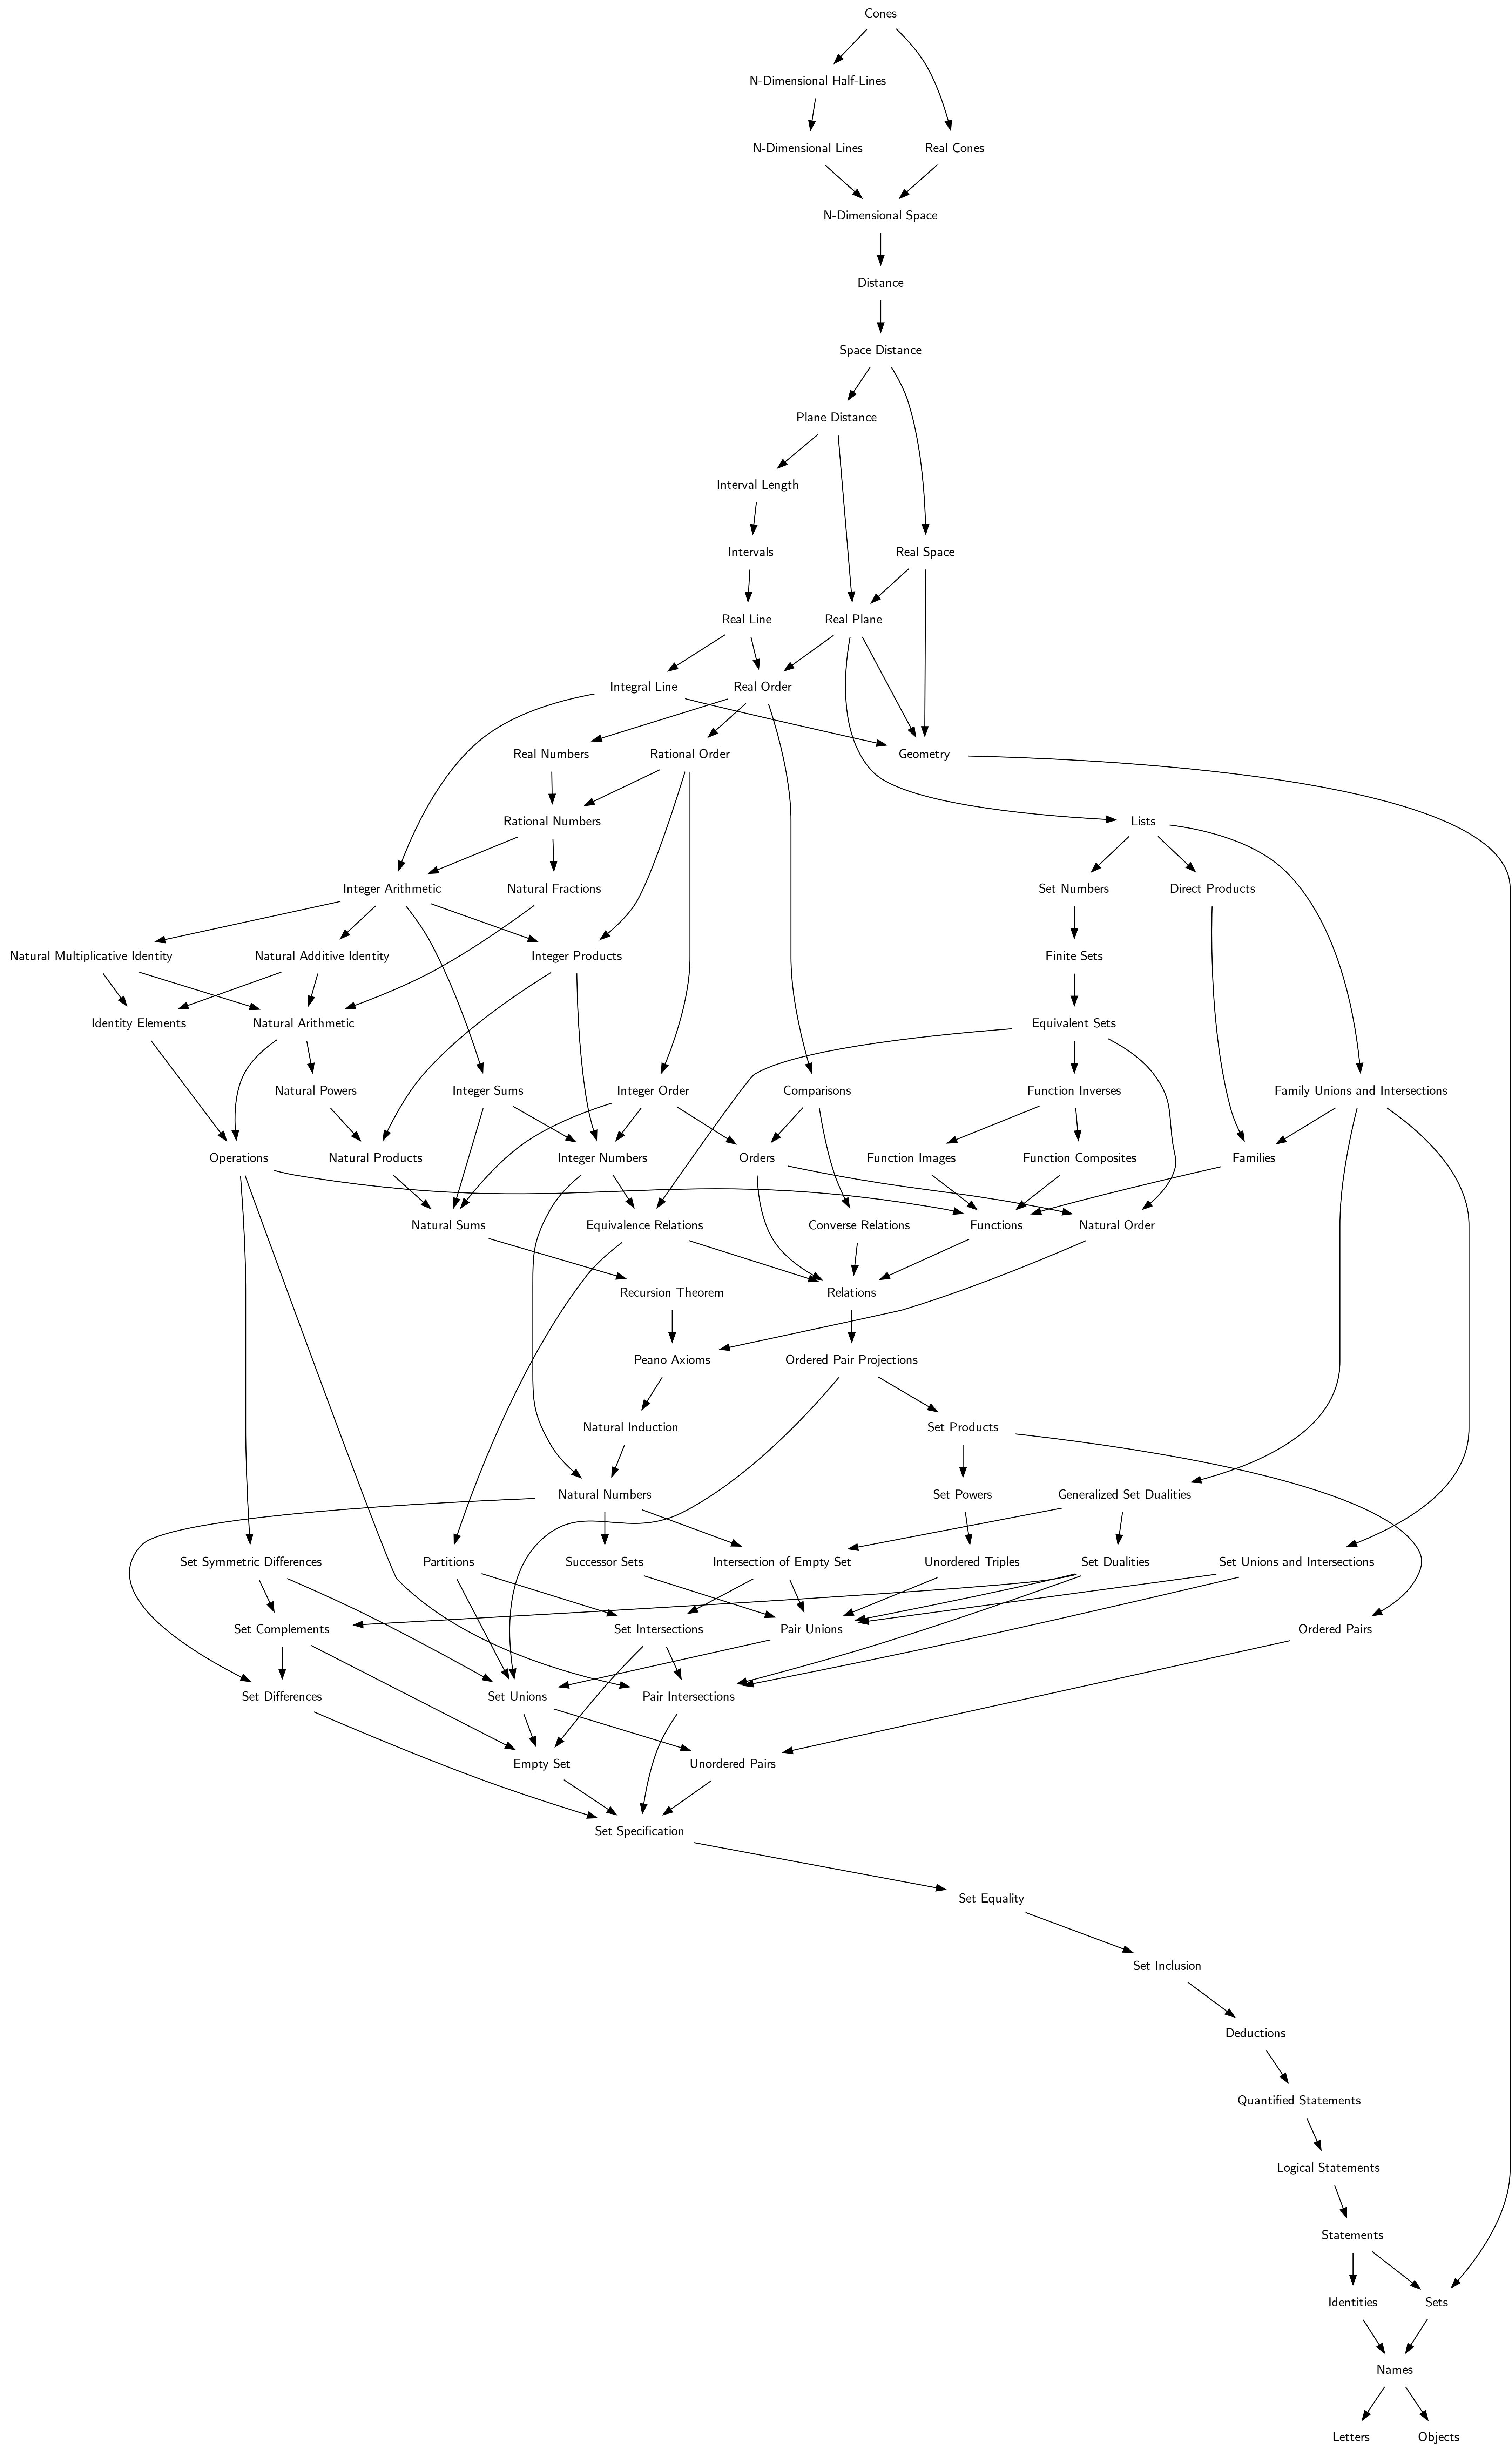 Cones
N-Dimensional Half-Lines
N-Dimensional Lines
Real Cones
N-Dimensional Space
Distance
Space Distance
Plane Distance
Interval Length
Intervals
Real Space
Real Line
Real Plane
Integral Line
Real Order
Real Numbers
Rational Order
Geometry
Rational Numbers
Lists
Integer Arithmetic
Natural Fractions
Set Numbers
Direct Products
Natural Multiplicative Identity
Natural Additive Identity
Integer Products
Finite Sets
Identity Elements
Natural Arithmetic
Equivalent Sets
Natural Powers
Integer Sums
Integer Order
Comparisons
Function Inverses
Family Unions and Intersections
Operations
Natural Products
Integer Numbers
Orders
Function Images
Function Composites
Families
Natural Sums
Equivalence Relations
Converse Relations
Functions
Natural Order
Recursion Theorem
Relations
Peano Axioms
Ordered Pair Projections
Natural Induction
Set Products
Natural Numbers
Set Powers
Generalized Set Dualities
Set Symmetric Differences
Partitions
Successor Sets
Intersection of Empty Set
Unordered Triples
Set Dualities
Set Unions and Intersections
Set Complements
Set Intersections
Pair Unions
Ordered Pairs
Set Differences
Set Unions
Pair Intersections
Empty Set
Unordered Pairs
Set Specification
Set Equality
Set Inclusion
Deductions
Quantified Statements
Logical Statements
Statements
Identities
Sets
Names
Letters
Objects